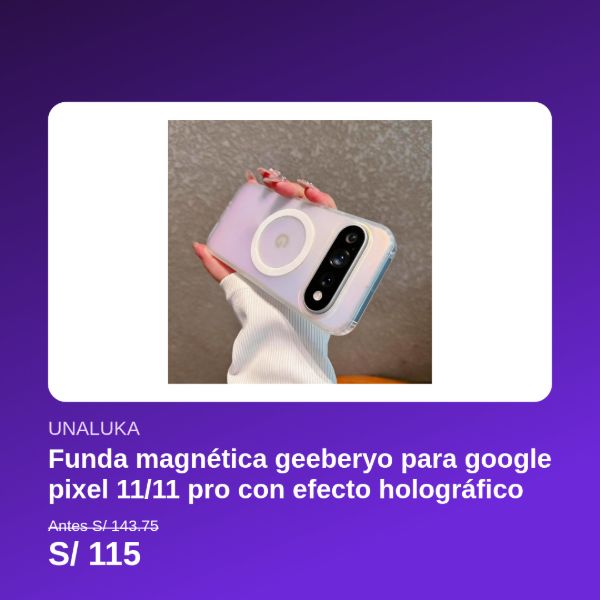 UNALUKA
Funda magnética geeberyo para google
pixel 11/11 pro con efecto holográfico
Antes S/ 143.75
S/ 115